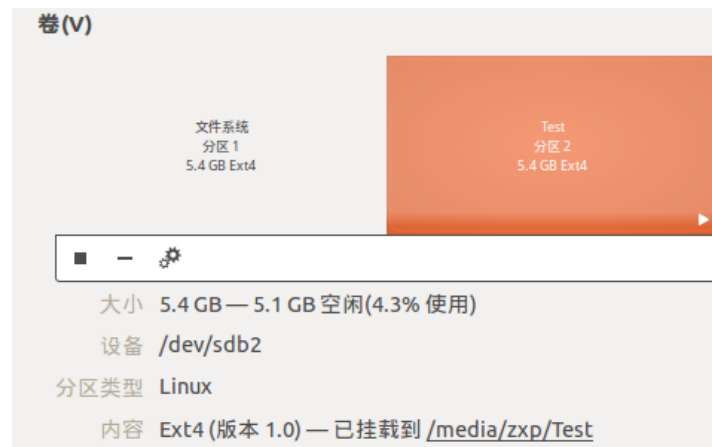 卷(V)
文件系统
分区 1
5.4 GB Ext4
Test
分区 2
5.4 GB Ext4
大小 5.4 GB — 5.1 GB 空闲(4.3% 使用)
设备 /dev/sdb2
分区类型 Linux
内容 Ext4 (版本 1.0) — 已挂载到 /media/zxp/Test